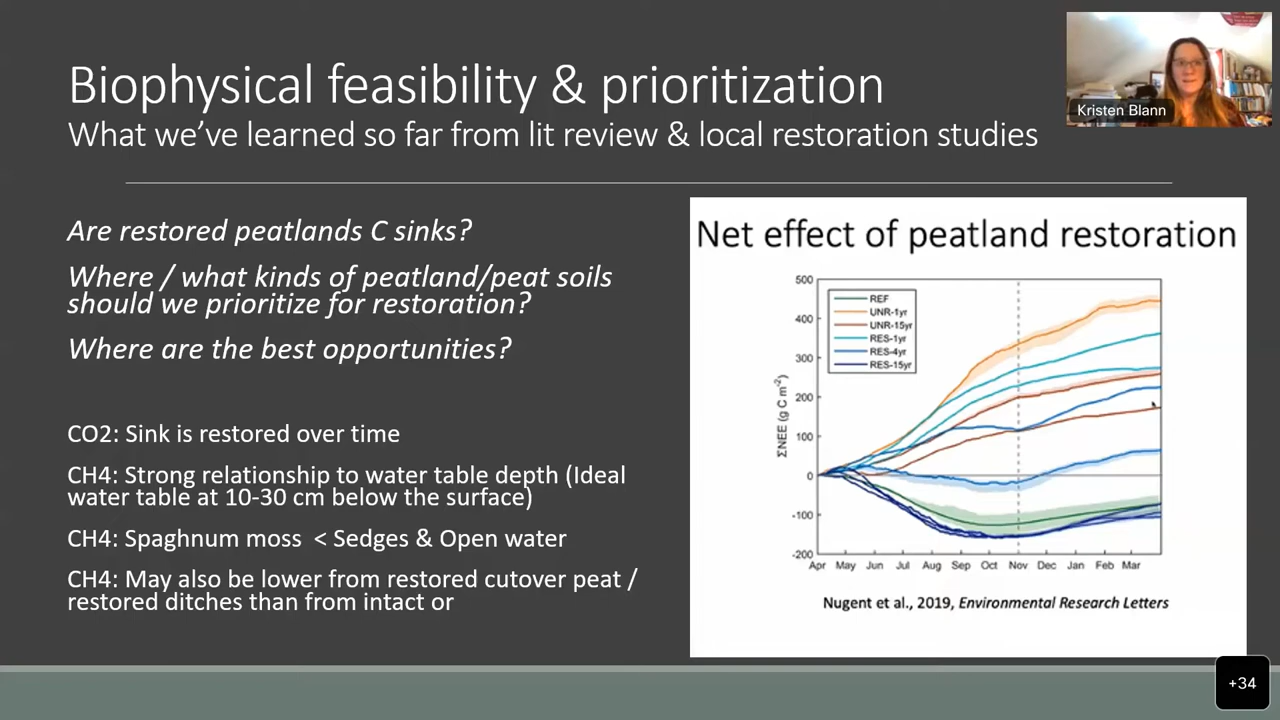 Biophysical feasibility & prioritization
What we've learned so far from lit review & local restoration studies
Kristen Blann
Are restored peatlands C sinks?
Where / what kinds of peatland/peat soils
should we prioritize for restoration?
Where are the best opportunities?
CO2: Sink is restored over time
CH4: Strong relationship to water table depth (Ideal
water table at 10-30 cm below the surface)
CH4: Spaghnum moss < Sedges & Open water
CH4: May also be lower from restored cutover peat /
restored ditches than from intact or
Net effect of peatland restoration
500
400
300
200
100
0
-100
-200
ΣNEE (g C m-2)
REF
UNR-1yr
UNR-15yr
RES-1yr
RES-4yr
RES-15yr
Apr May Jun Jul Aug Sep Oct Nov Dec Jan Feb Mar
Nugent et al., 2019, Environmental Research Letters
+34